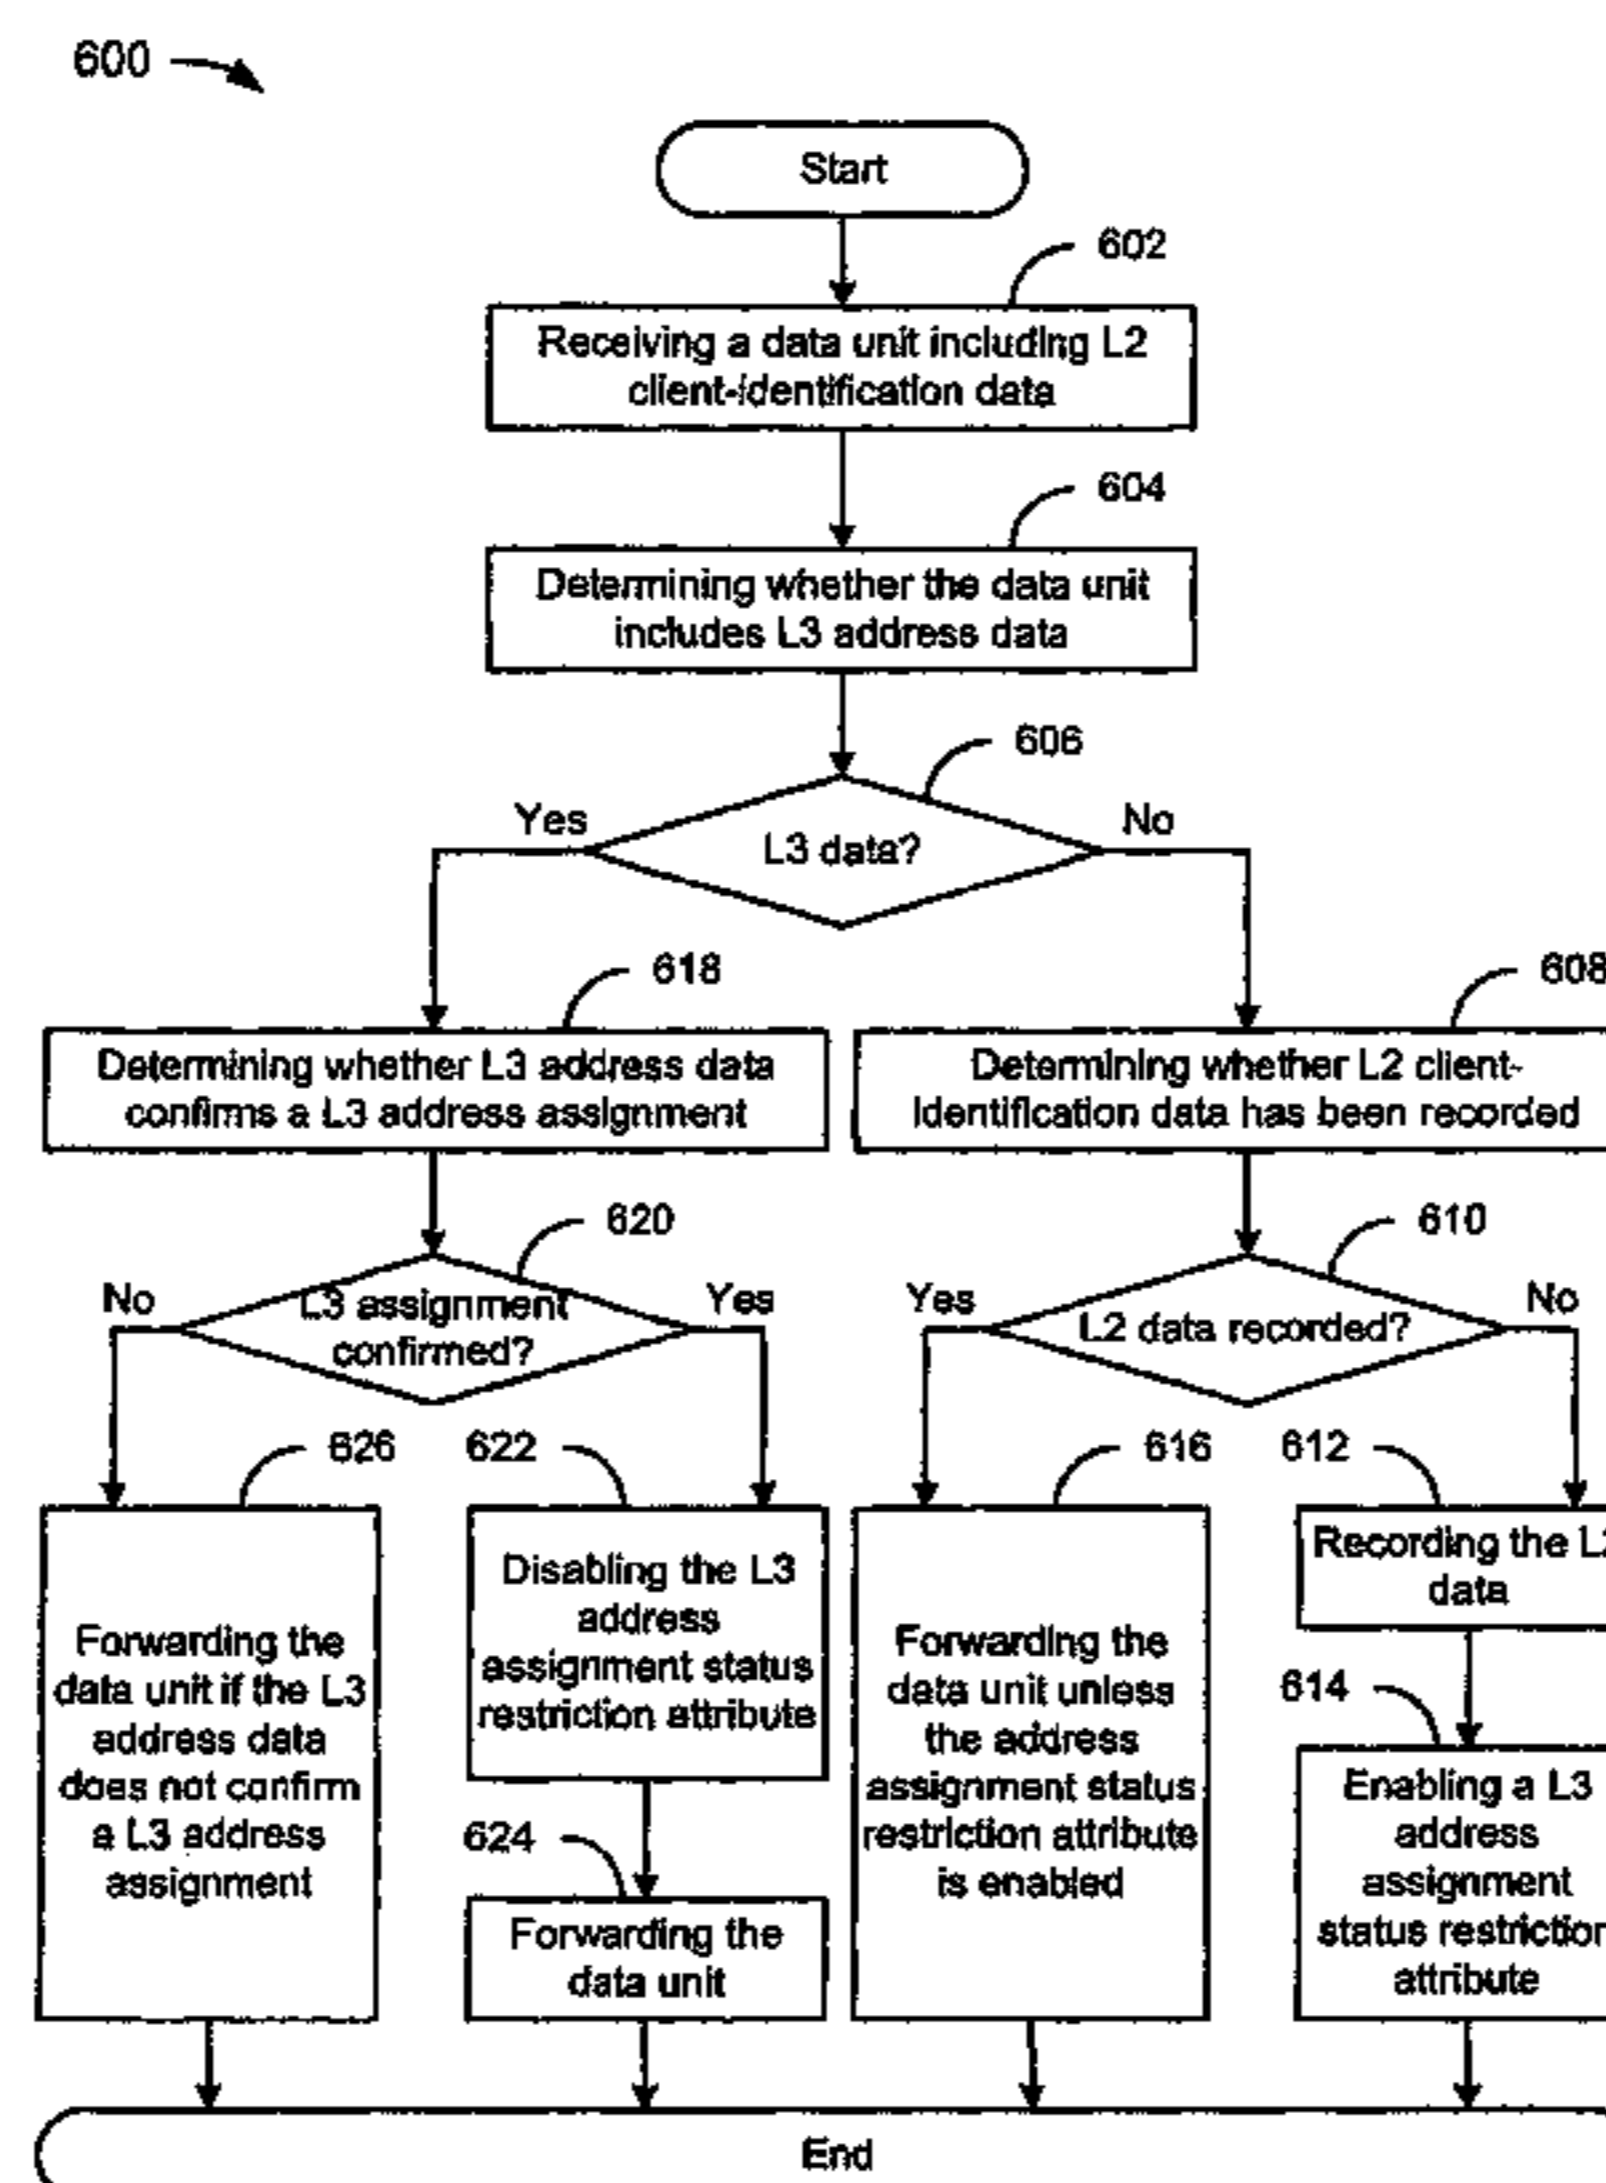 600
Start
602
Receiving a data unit including L2
client-identification data
604
Determining whether the data unit
includes L3 address data
606
Yes
No
L3 data?
618
608
Determining whether L3 address data
confirms a L3 address assignment
Determining whether L2 client-
identification data has been recorded
620
610
No
L3 assignment
confirmed?
Yes
Yes
L2 data recorded?
No
626
622
616
612
Forwarding the
data unit if the L3
address data
does not confirm
a L3 address
assignment
Disabling the L3
address
assignment status
restriction attribute
624
Forwarding the
data unit
Forwarding the
data unit unless
the address
assignment status
restriction attribute
is enabled
Recording the L2
data
614
Enabling a L3
address
assignment
status restriction
attribute
End